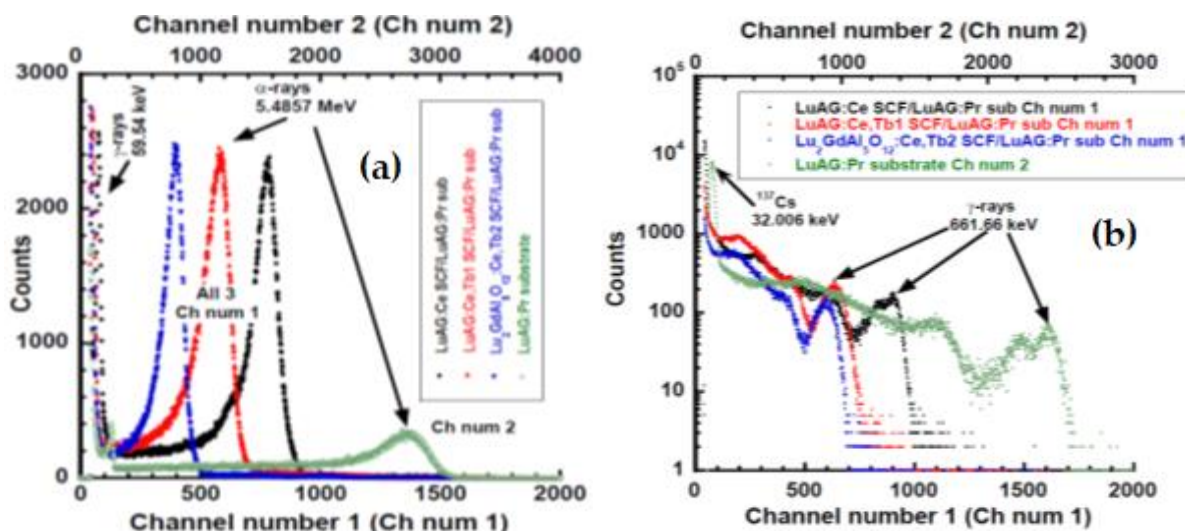 Channel number 2 (Ch num 2)
0 1000 2000 3000 4000
3000
2000
1000
0
Counts
γ-rays
59.54 keV
α-rays
5.4857 MeV
(a)
All 3
Ch num 1
LuAG:Ce SCF/LuAG:Pr sub
LuAG:Ce,Tb1 SCF/LuAG:Pr sub
Lu2GdAl5O12:Ce,Tb2 SCF/LuAG:Pr sub
LuAG:Pr substrate
Ch num 2
0 500 1000 1500 2000
Channel number 1 (Ch num 1)
Channel number 2 (Ch num 2)
0 1000 2000 3000
10^5
10^4
1000
100
10
1
Counts
LuAG:Ce SCF/LuAG:Pr sub Ch num 1
LuAG:Ce,Tb1 SCF/LuAG:Pr sub Ch num 1
Lu2GdAl5O12:Ce,Tb2 SCF/LuAG:Pr sub Ch num 1
LuAG:Pr substrate Ch num 2
137Cs
32.006 keV
γ-rays
661.66 keV
(b)
0 500 1000 1500 2000
Channel number 1 (Ch num 1)